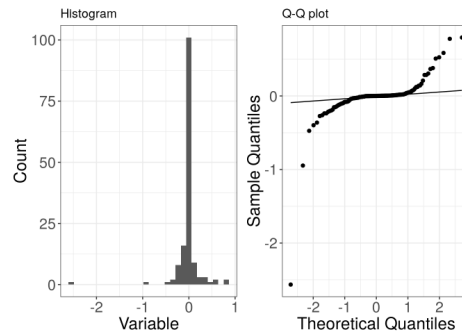 Histogram
100
75
50
25
0
Count
-2
-1
0
1
Variable
Q-Q plot
0
-1
-2
Sample Quantiles
-2
-1
0
1
2
Theoretical Quantiles